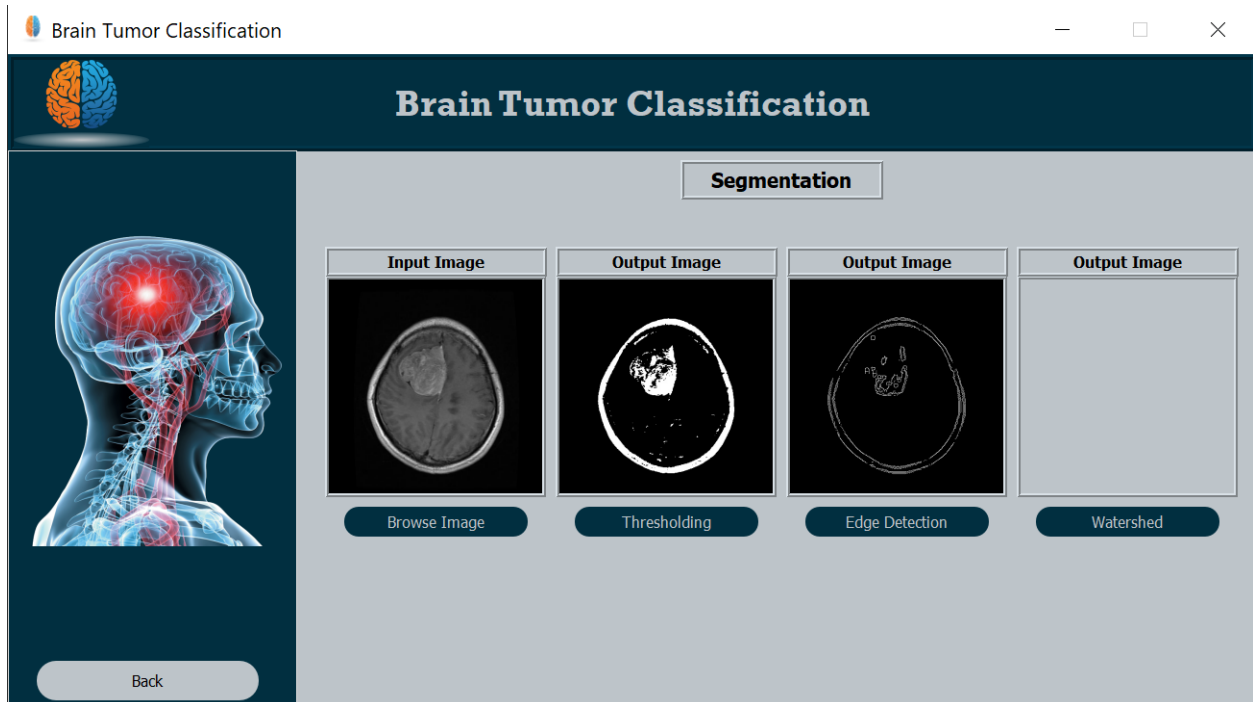 Brain Tumor Classification
Brain Tumor Classification
Segmentation
Input Image
Output Image
Output Image
Output Image
Browse Image
Thresholding
Edge Detection
Watershed
Back